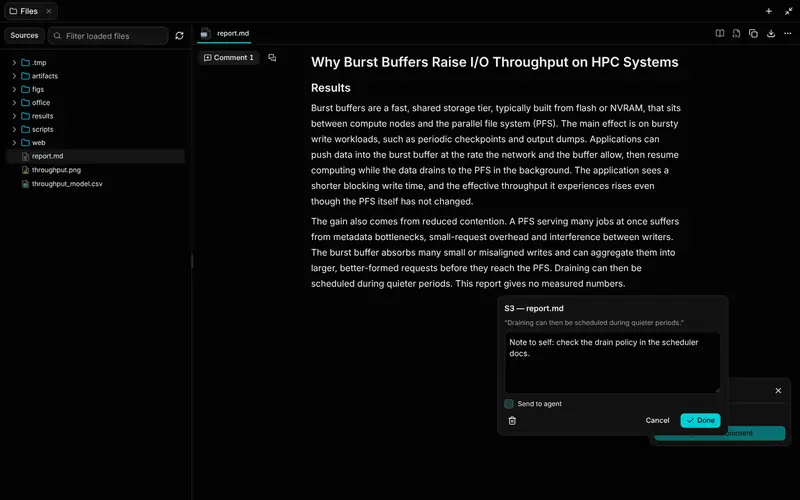 Files
Sources
Filter loaded files
.tmp
artifacts
figs
office
results
scripts
web
report.md
throughput.png
throughput_model.csv
report.md
Comment 1
Why Burst Buffers Raise I/O Throughput on HPC Systems
Results
Burst buffers are a fast, shared storage tier, typically built from flash or NVRAM, that sits
between compute nodes and the parallel file system (PFS). The main effect is on bursty
write workloads, such as periodic checkpoints and output dumps. Applications can
push data into the burst buffer at the rate the network and the buffer allow, then resume
computing while the data drains to the PFS in the background. The application sees a
shorter blocking write time, and the effective throughput it experiences rises even
though the PFS itself has not changed.
The gain also comes from reduced contention. A PFS serving many jobs at once suffers
from metadata bottlenecks, small-request overhead and interference between writers.
The burst buffer absorbs many small or misaligned writes and can aggregate them into
larger, better-formed requests before they reach the PFS. Draining can then be
scheduled during quieter periods. This report gives no measured numbers.
S3 — report.md
"Draining can then be scheduled during quieter periods."
Note to self: check the drain policy in the scheduler
docs.
Send to agent
Cancel
Done